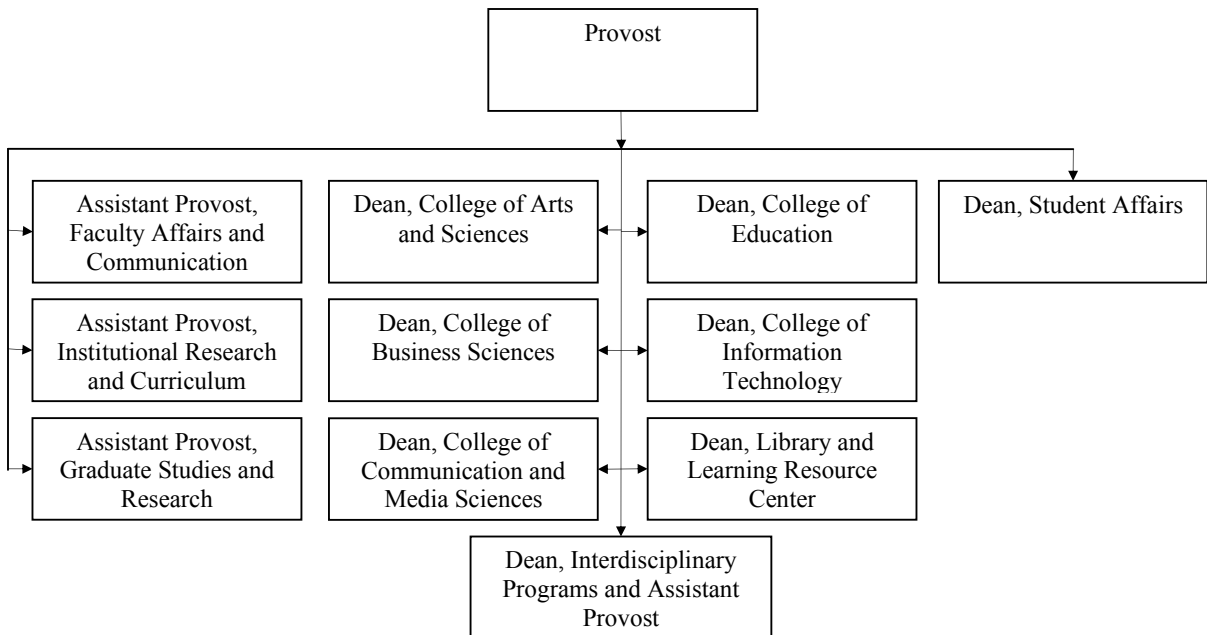 Provost
Assistant Provost,
Faculty Affairs and
Communication
Dean, College of Arts
and Sciences
Dean, College of
Education
Dean, Student Affairs
Assistant Provost,
Institutional Research
and Curriculum
Dean, College of
Business Sciences
Dean, College of
Information
Technology
Assistant Provost,
Graduate Studies and
Research
Dean, College of
Communication and
Media Sciences
Dean, Library and
Learning Resource
Center
Dean, Interdisciplinary
Programs and Assistant
Provost